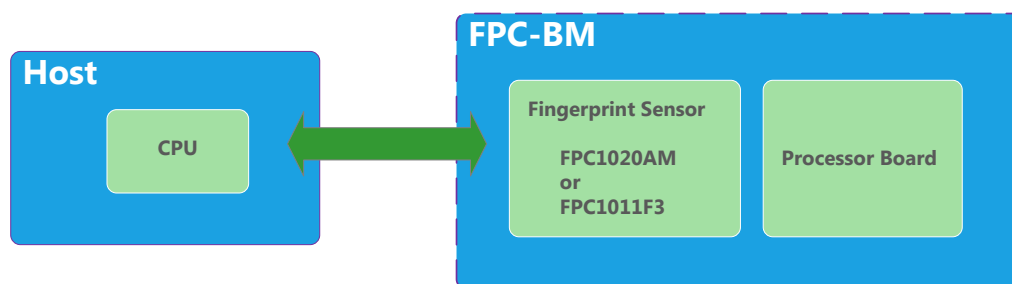 Host
CPU
FPC-BM
Fingerprint Sensor
FPC1020AM
or
FPC1011F3
Processor Board